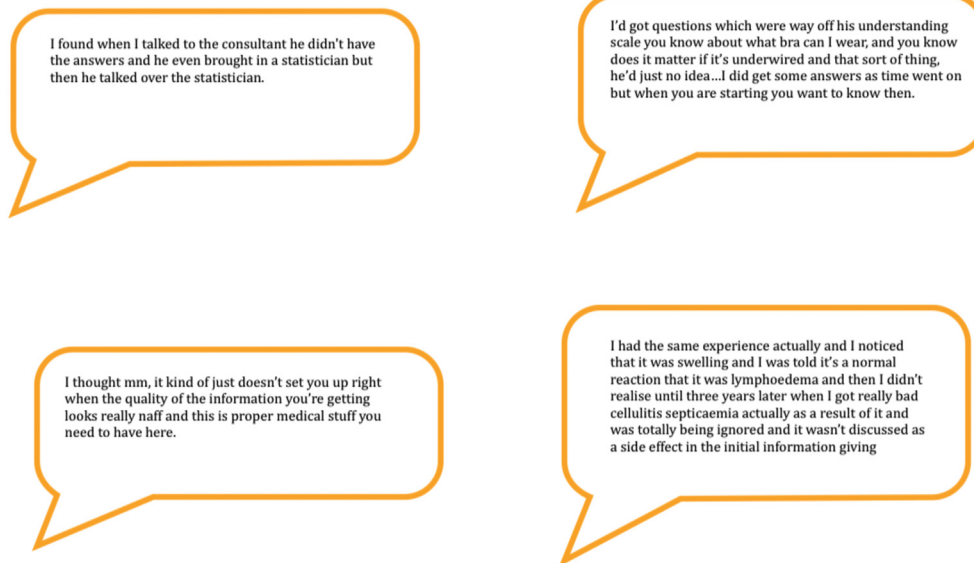 I found when I talked to the consultant he didn't have
the answers and he even brought in a statistician but
then he talked over the statistician.
I'd got questions which were way off his understanding
scale you know about what bra can I wear, and you know
does it matter if it's underwired and that sort of thing,
he'd just no idea...I did get some answers as time went on
but when you are starting you want to know then.
I thought mm, it kind of just doesn't set you up right
when the quality of the information you're getting
looks really naff and this is proper medical stuff you
need to have here.
I had the same experience actually and I noticed
that it was swelling and I was told it's a normal
reaction that it was lymphoedema and then I didn't
realise until three years later when I got really bad
cellulitis septicaemia actually as a result of it and
was totally being ignored and it wasn't discussed as
a side effect in the initial information giving